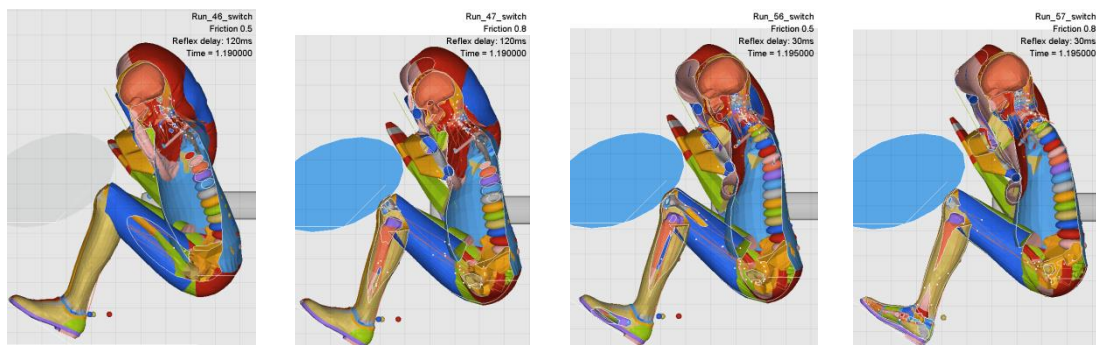 Run_46_switch
Friction 0.5
Reflex delay: 120ms
Time = 1.190000
Run_47_switch
Friction 0.8
Reflex delay: 120ms
Time = 1.190000
Run_56_switch
Friction 0.5
Reflex delay: 30ms
Time = 1.195000
Run_57_switch
Friction 0.8
Reflex delay: 30ms
Time = 1.195000